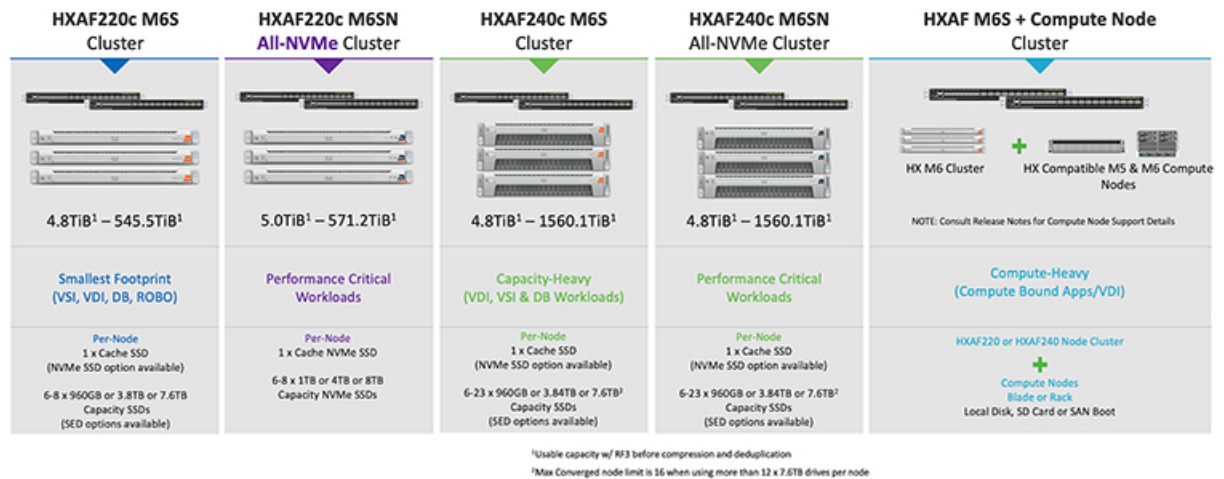 HXAF220c M6S
Cluster
4.8TiB¹ – 545.5TiB¹
Smallest Footprint
(VSI, VDI, DB, ROBO)
Per-Node
1 x Cache SSD
(NVMe SSD option available)
6-8 x 960GB or 3.8TB or 7.6TB
Capacity SSDs
(SED options available)
HXAF220c M6SN
All-NVMe Cluster
5.0TiB¹ – 571.2TiB¹
Performance Critical
Workloads
Per-Node
1 x Cache NVMe SSD
6-8 x 1TB or 4TB or 8TB
Capacity NVMe SSDs
HXAF240c M6S
Cluster
4.8TiB¹ – 1560.1TiB¹
Capacity-Heavy
(VDI, VSI & DB Workloads)
Per-Node
1 x Cache SSD
(NVMe SSD option available)
6-23 x 960GB or 3.84TB or 7.6TB²
Capacity SSDs
(SED options available)
HXAF240c M6SN
All-NVMe Cluster
4.8TiB¹ – 1560.1TiB¹
Performance Critical
Workloads
Per-Node
1 x Cache SSD
(NVMe SSD option available)
6-23 x 960GB or 3.84TB or 7.6TB²
Capacity SSDs
(SED options available)
HXAF M6S + Compute Node
Cluster
HX M6 Cluster
+
HX Compatible M5 & M6 Compute
Nodes
NOTE: Consult Release Notes for Compute Node Support Details
Compute-Heavy
(Compute Bound Apps/VDI)
HXAF220 or HXAF240 Node Cluster
+
Compute Nodes
Blade or Rack
Local Disk, SD Card or SAN Boot
¹Usable capacity w/ RF3 before compression and deduplication
²Max Converged node limit is 16 when using more than 12 x 7.6TB drives per node